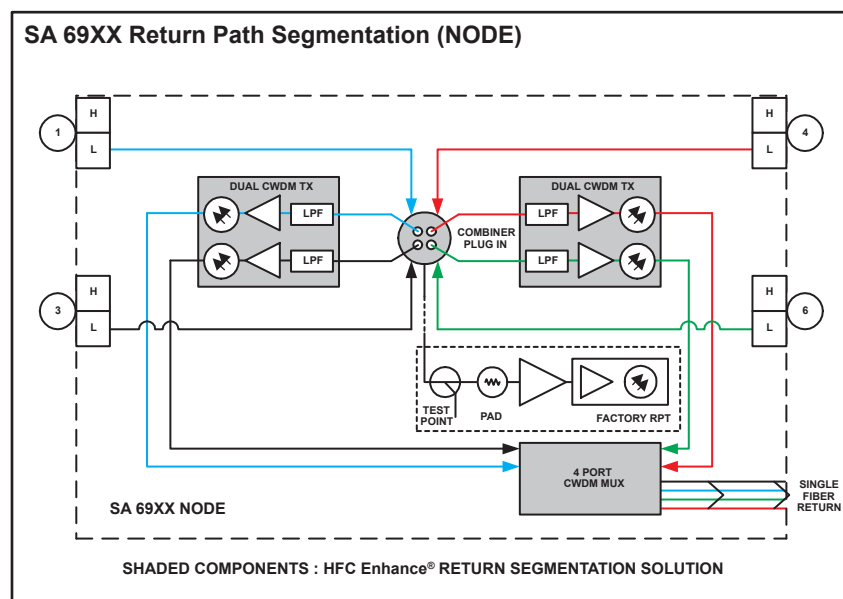 SA 69XX Return Path Segmentation (NODE)
H
1
L
H
4
L
DUAL CWDM TX
LPF
LPF
COMBINER
PLUG IN
DUAL CWDM TX
LPF
LPF
H
3
L
H
6
L
TEST
POINT
PAD
FACTORY RPT
4 PORT
CWDM MUX
SINGLE
FIBER
RETURN
SA 69XX NODE
SHADED COMPONENTS : HFC Enhance® RETURN SEGMENTATION SOLUTION